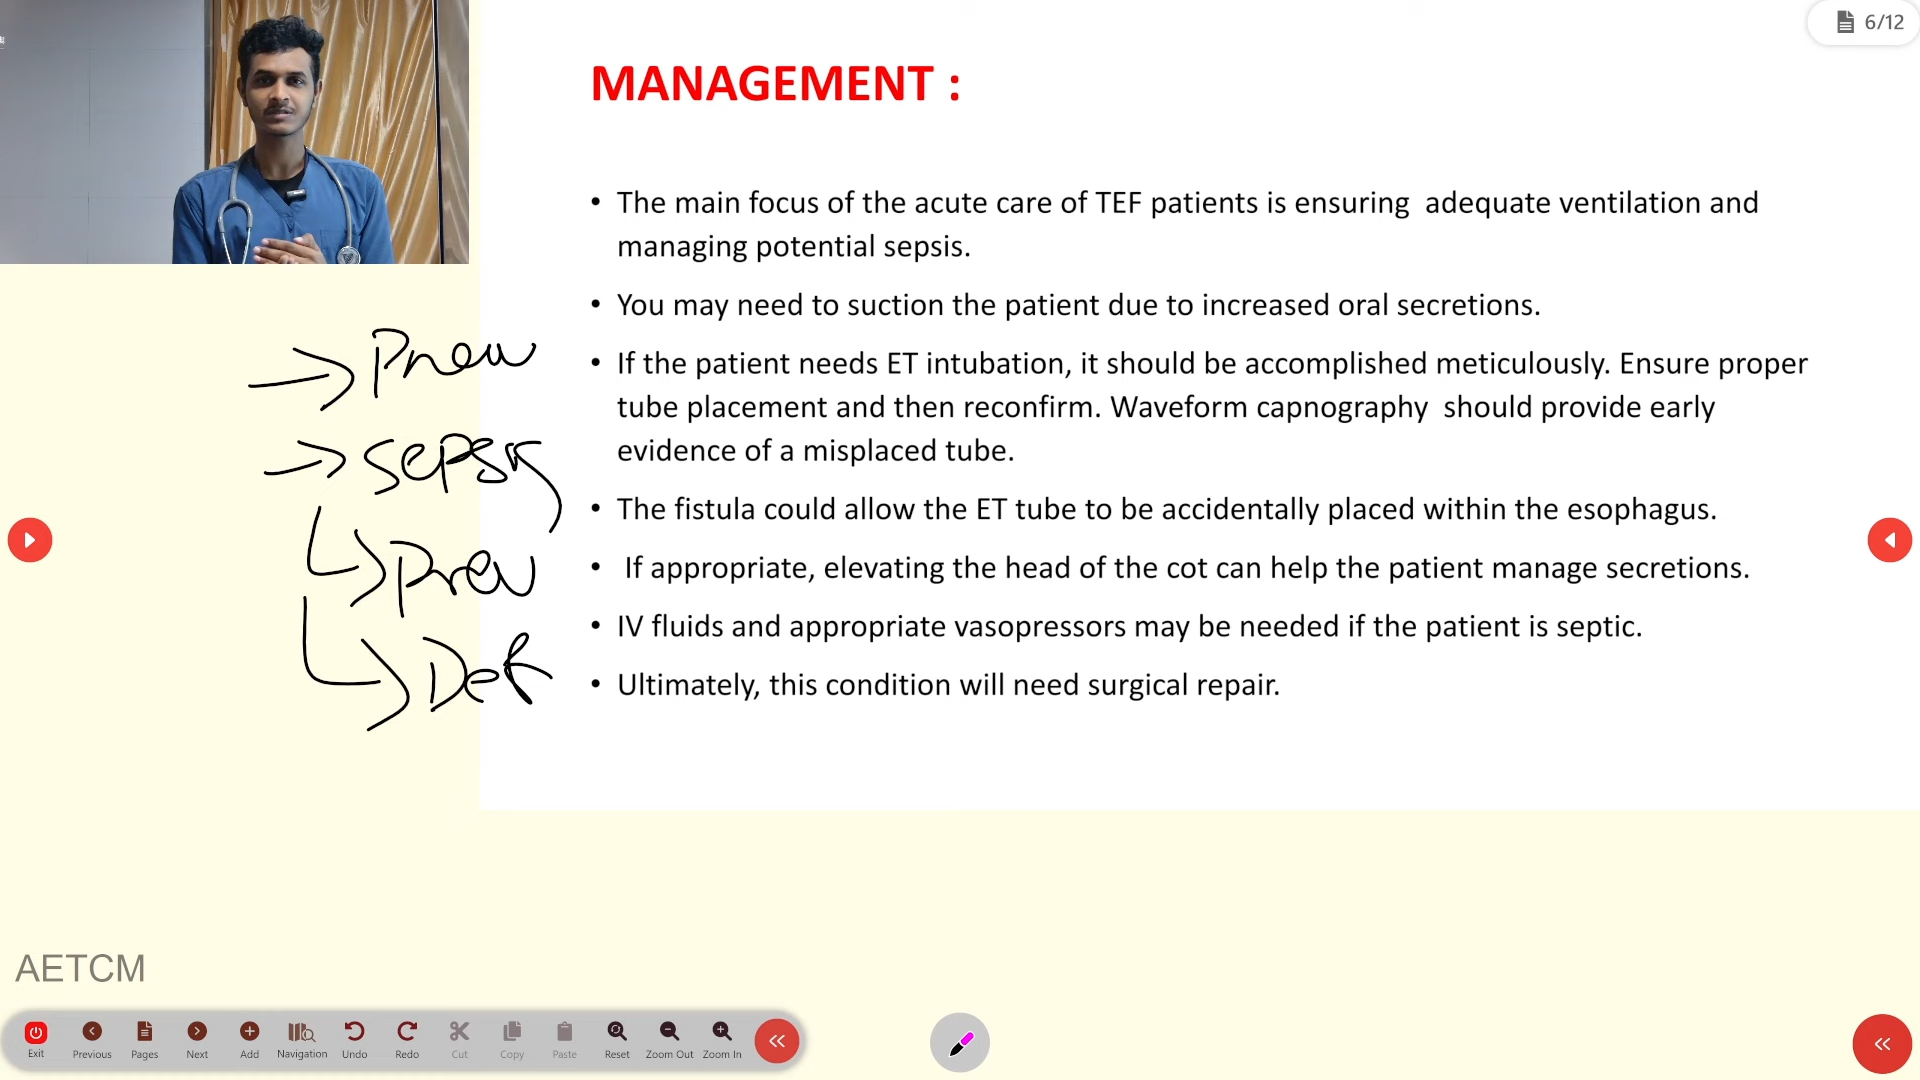 6/12
MANAGEMENT :
• The main focus of the acute care of TEF patients is ensuring adequate ventilation and
managing potential sepsis.
• You may need to suction the patient due to increased oral secretions.
• If the patient needs ET intubation, it should be accomplished meticulously. Ensure proper
tube placement and then reconfirm. Waveform capnography should provide early
evidence of a misplaced tube.
• The fistula could allow the ET tube to be accidentally placed within the esophagus.
• If appropriate, elevating the head of the cot can help the patient manage secretions.
• IV fluids and appropriate vasopressors may be needed if the patient is septic.
• Ultimately, this condition will need surgical repair.
→ Pneu
→ Sepsis
Prev
AETCM
Exit Previous Pages Next Add Navigation Undo Redo Cut Copy Paste Reset Zoom Out Zoom In